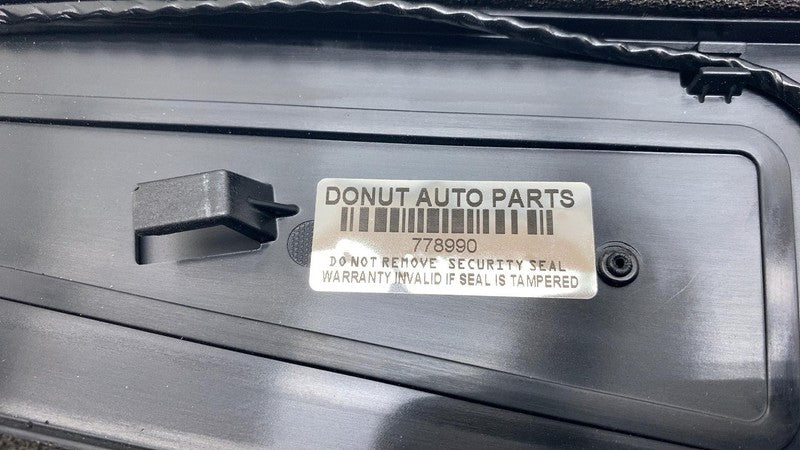 DONUT AUTO PARTS
778990
DO NOT REMOVE SECURITY SEAL
WARRANTY INVALID IF SEAL IS TAMPERED